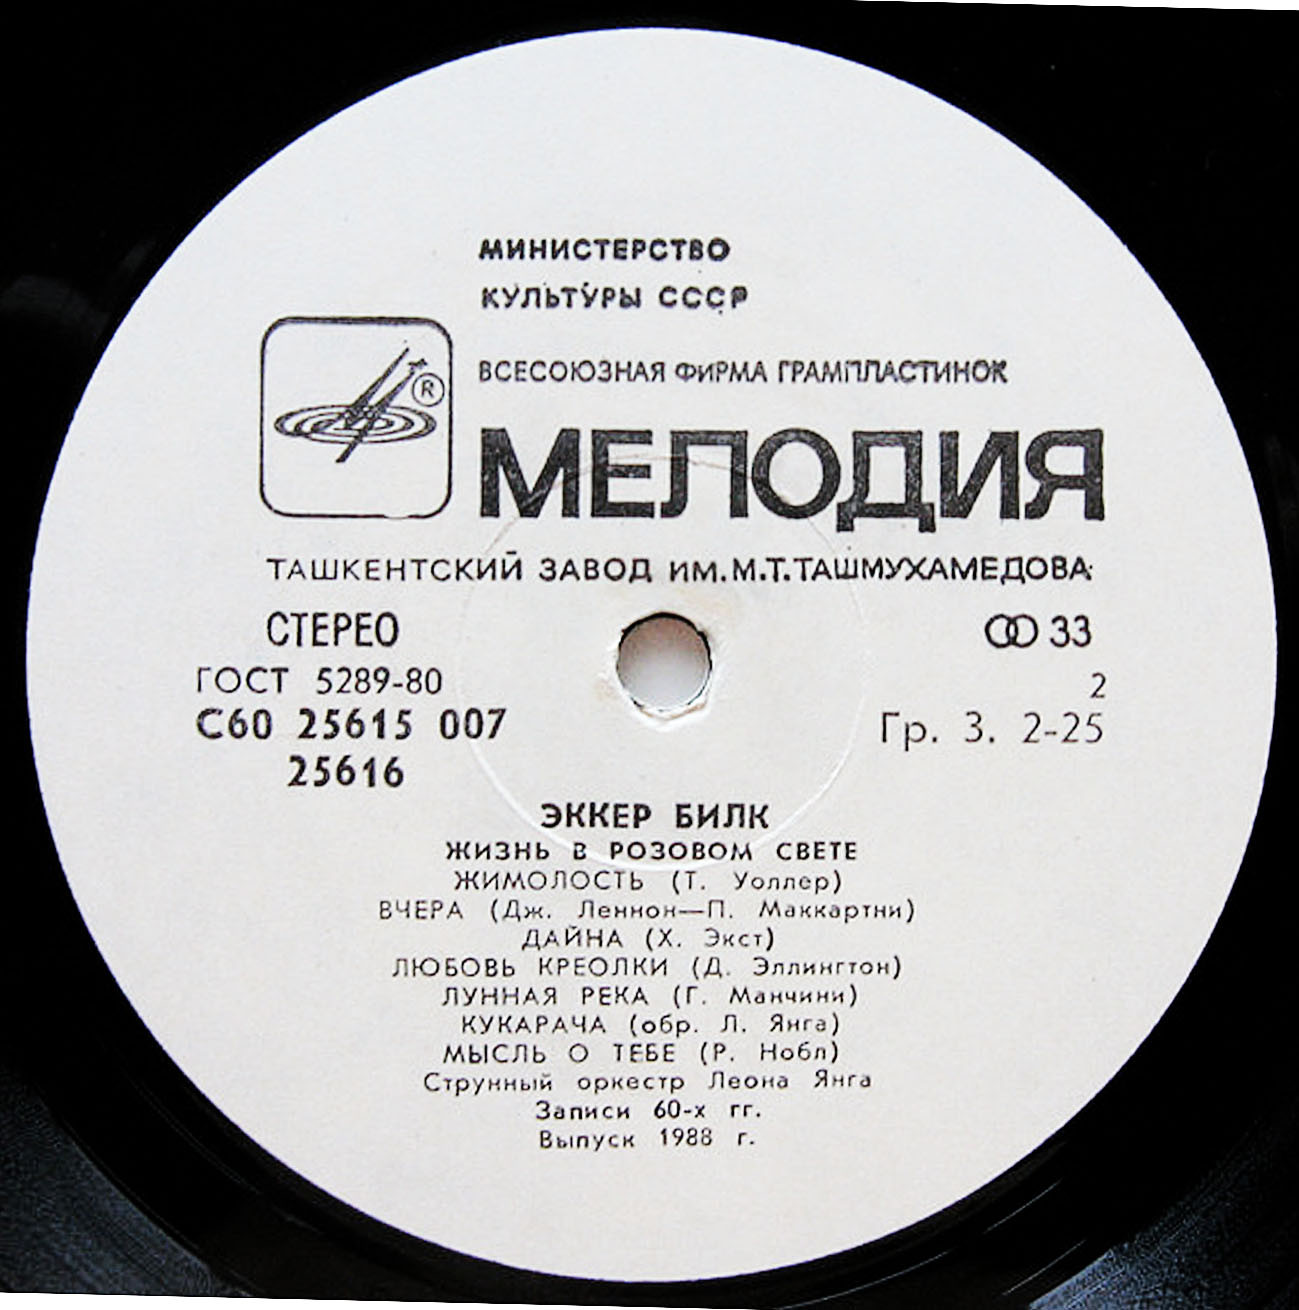 МИНИСТЕРСТВО
КУЛЬТУРЫ СССР
ВСЕСОЮЗНАЯ ФИРМА ГРАМПЛАСТИНОК
®
МЕЛОДИЯ
ТАШКЕНТСКИЙ ЗАВОД ИМ. М.Т. ТАШМУХАМЕДОВА
СТЕРЕО 33
ГОСТ 5289-80 2
С60 25615 007 Гр. 3. 2-25
25616
ЭККЕР БИЛК
ЖИЗНЬ В РОЗОВОМ СВЕТЕ
ЖИМОЛОСТЬ (Т. Уоллер)
ВЧЕРА (Дж. Леннон—П. Маккартни)
ДАЙНА (Х. Экст)
ЛЮБОВЬ КРЕОЛКИ (Д. Эллингтон)
ЛУННАЯ РЕКА (Г. Манчини)
КУКАРАЧА (обр. Л. Янга)
МЫСЛЬ О ТЕБЕ (Р. Нобл)
Струнный оркестр Леона Янга
Записи 60-х гг.
Выпуск 1988 г.